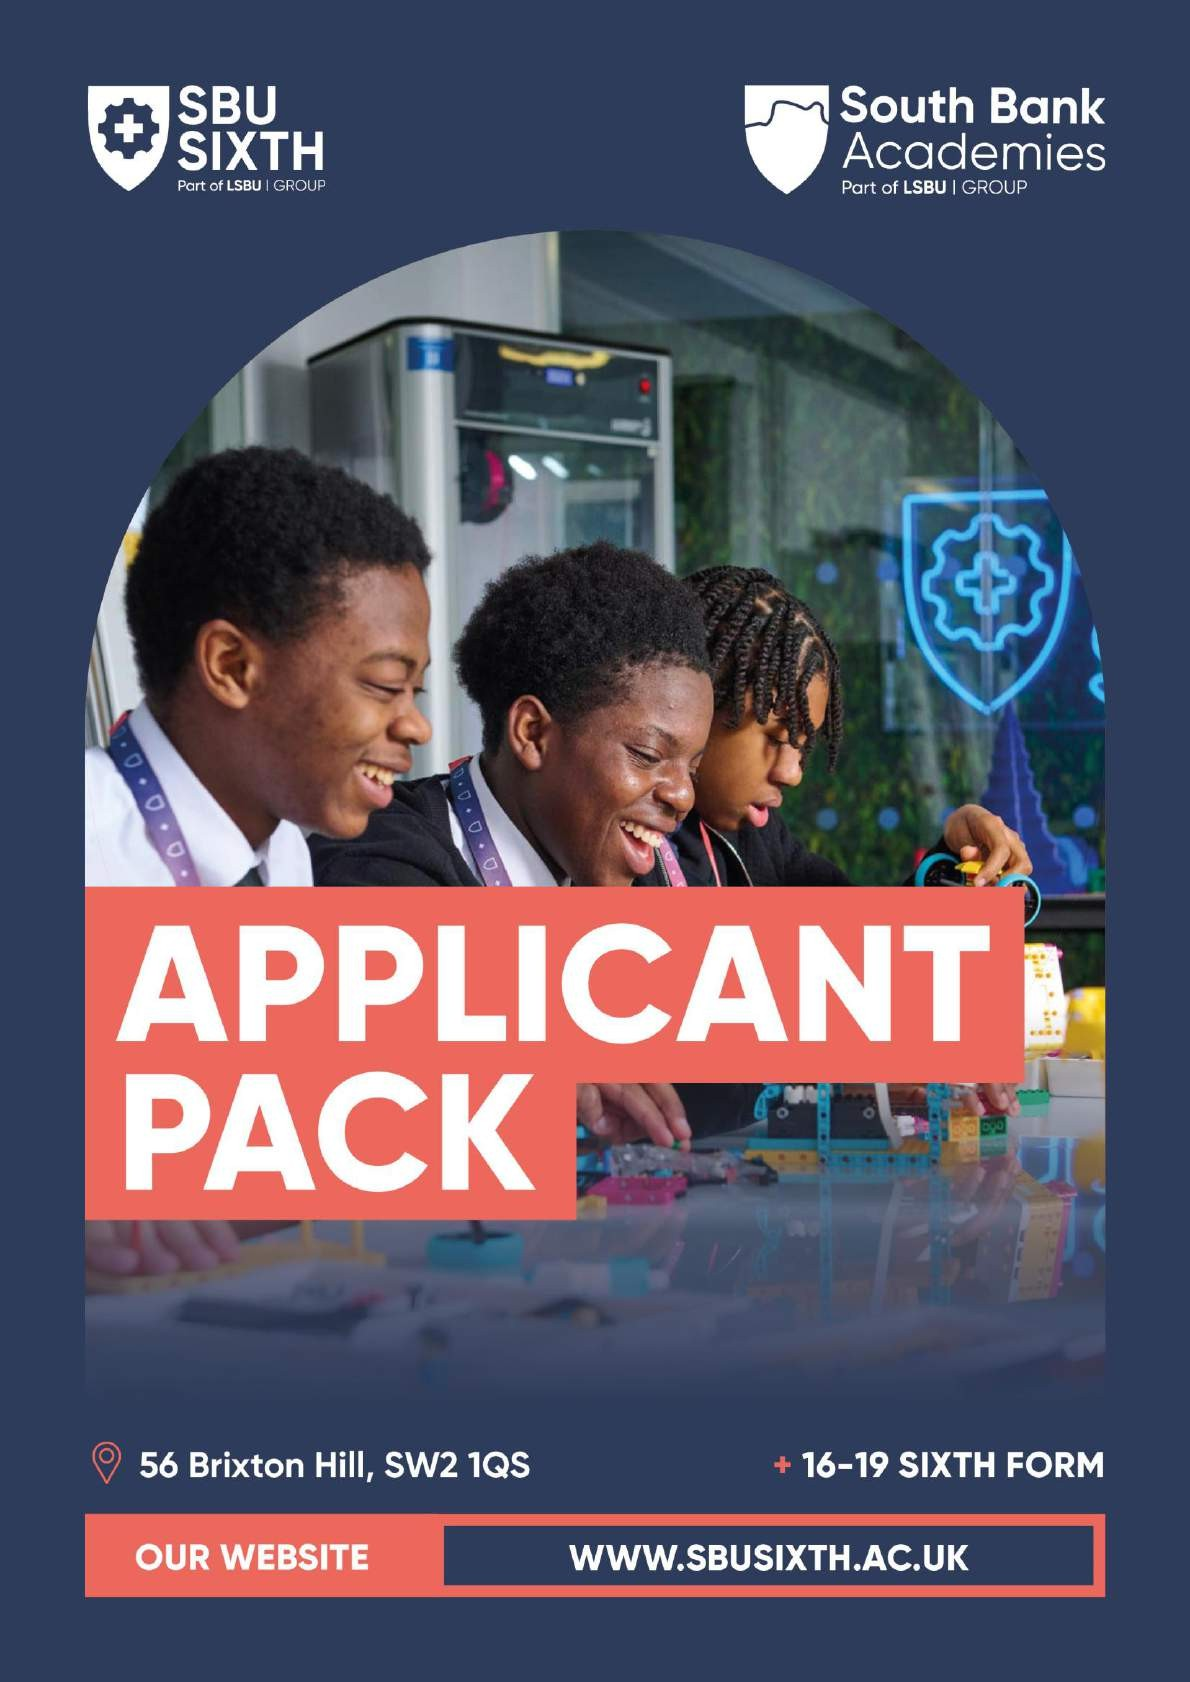 SBU
SIXTH
Part of LSBU | GROUP
South Bank
Academies
Part of LSBU | GROUP
APPLICANT
PACK
56 Brixton Hill, SW2 1QS
+ 16-19 SIXTH FORM
OUR WEBSITE
WWW.SBUSIXTH.AC.UK